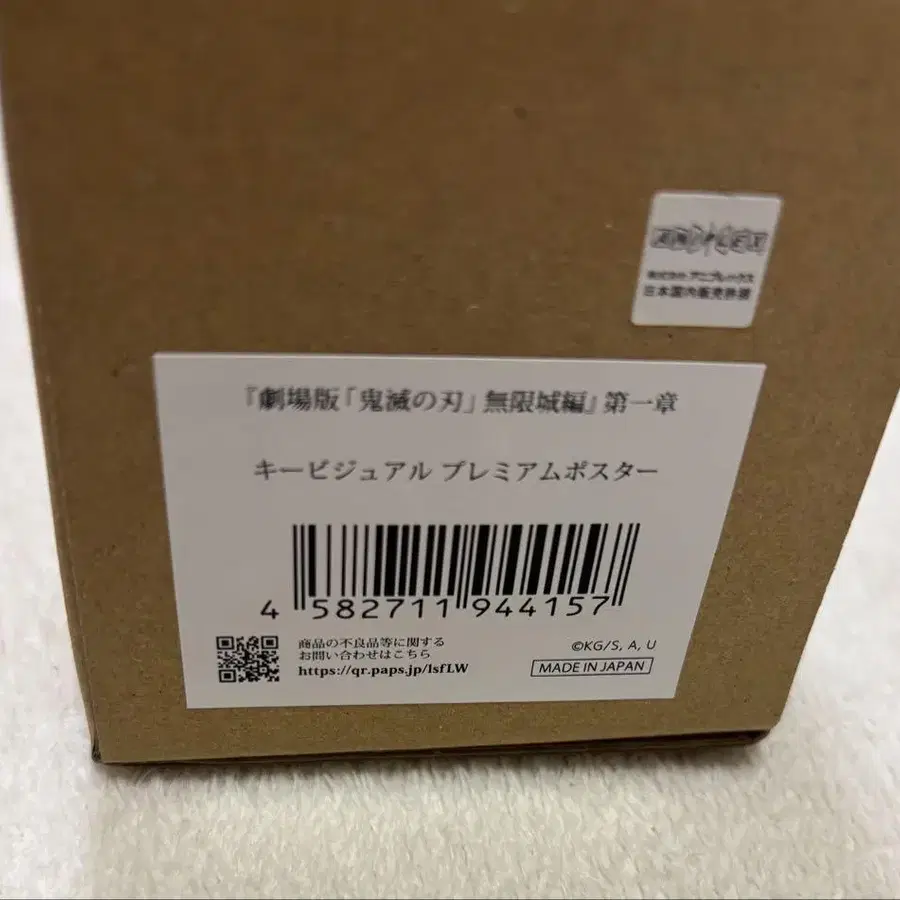 ANIPLEX
株式会社アニプレックス
日本国内販売許諾
『劇場版「鬼滅の刃」無限城編』第一章
キービジュアル プレミアムポスター
4 582711 944157
商品の不良品等に関する
お問い合わせはこちら
https://qr.paps.jp/lsfLW
©KG/S, A, U
MADE IN JAPAN